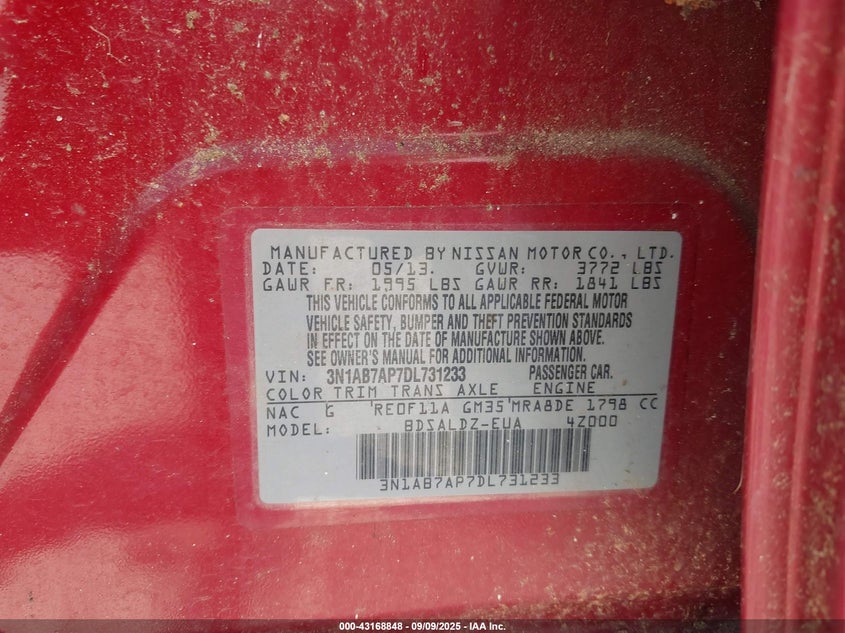 MANUFACTURED BY NISSAN MOTOR CO., LTD.
DATE: 05/13. GVWR: 3772 LBS
GAWR FR: 1995 LBS GAWR RR: 1841 LBS
THIS VEHICLE CONFORMS TO ALL APPLICABLE FEDERAL MOTOR
VEHICLE SAFETY, BUMPER AND THEFT PREVENTION STANDARDS
IN EFFECT ON THE DATE OF MANUFACTURE SHOWN ABOVE.
SEE OWNER'S MANUAL FOR ADDITIONAL INFORMATION.
VIN: 3N1AB7AP7DL731233 PASSENGER CAR.
COLOR TRIM TRANS AXLE ENGINE
NAC G RE0F11A GM35 MRA8DE 1798 CC
MODEL: BDSALDZ-EUA 4Z000
3N1AB7AP7DL731233
000-43168848 - 09/09/2025 - IAA Inc.